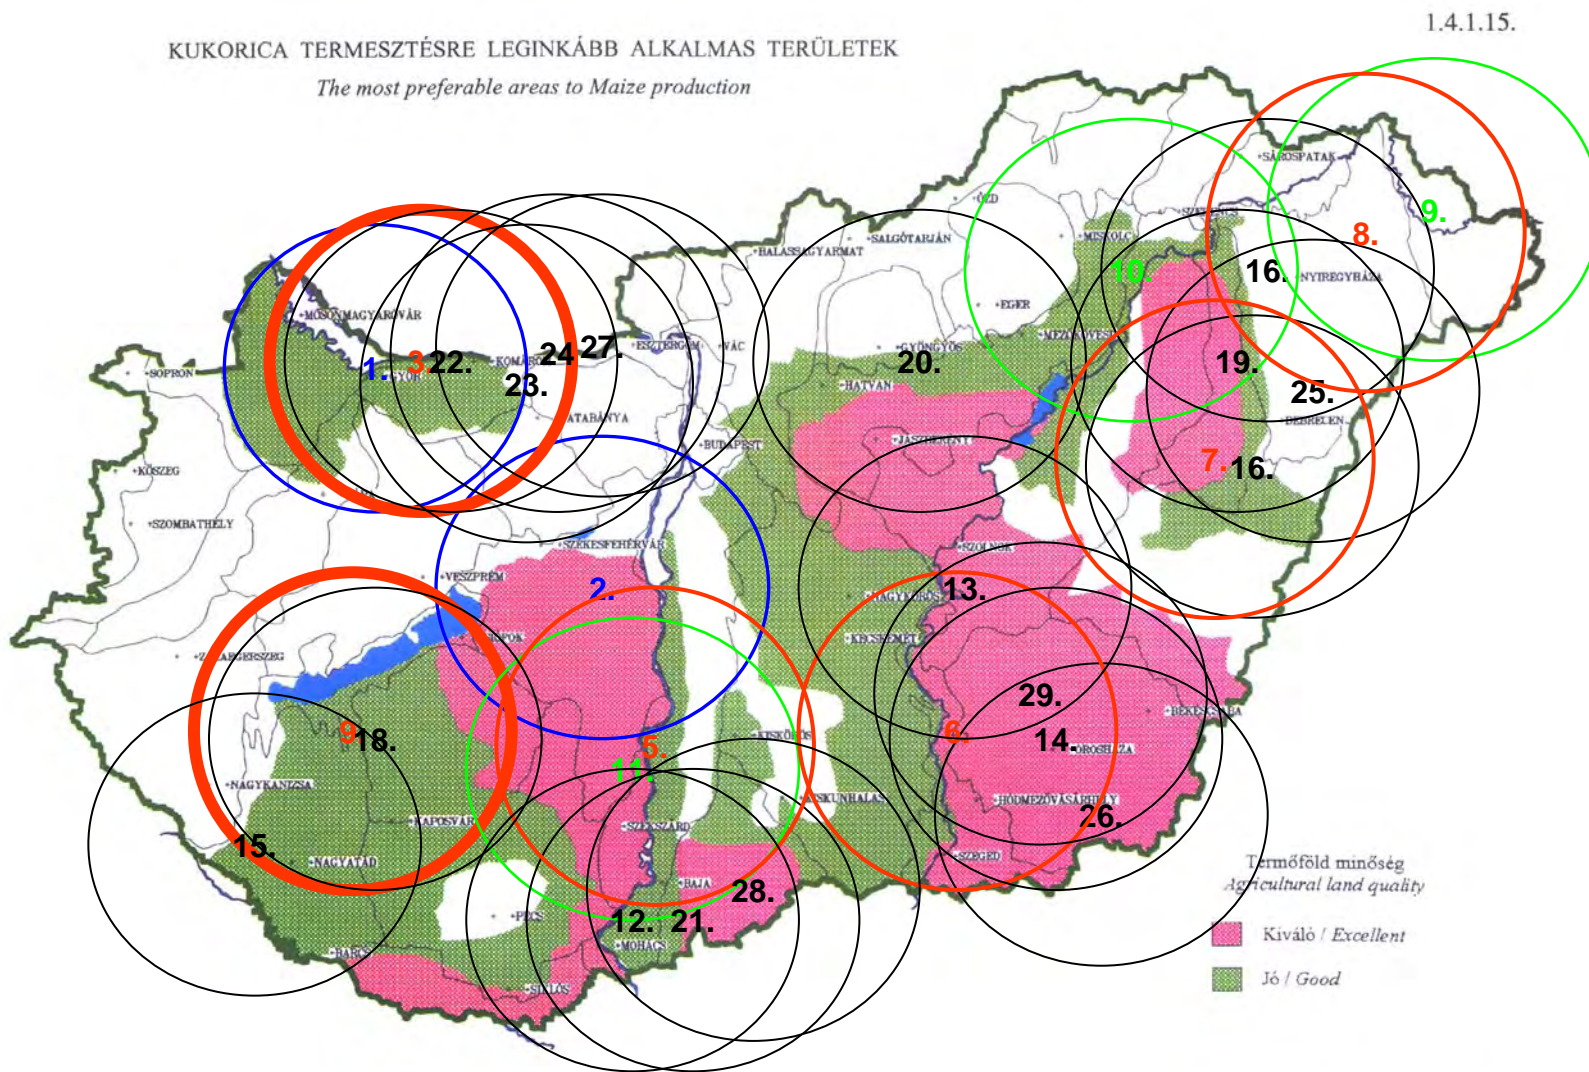 1.4.1.15.
KUKORICA TERMESZTÉSRE LEGINKÁBB ALKALMAS TERÜLETEK
The most preferable areas to Maize production
SÁROSPATAK
ÓZD
9.
8.
SALGÓTARJÁN
MISKOLC
BALASSAGYARMAT
10.
16.
NYIREGYHÁZA
EGER
MOSONMAGYARÓVÁR
1.
3.
22.
GYŐR
KOMÁROM
24
27.
ESZTERGOM
VÁC
GYÖNGYÖS
20.
MEZŐKÖVESD
19.
SOPRON
23.
HATVAN
25.
TATABÁNYA
DEBRECEN
BUDAPEST
JÁSZBERÉNY
KŐSZEG
7.
16.
SZOMBATHELY
SZÉKESFEHÉRVÁR
SZOLNOK
VESZPRÉM
2.
NAGYKŐRÖS
13.
SIÓFOK
KECSKEMÉT
ZALAEGERSZEG
29.
BÉKÉSCSABA
9
18.
5.
KISKŐRÖS
6.
14.
OROSHÁZA
11.
NAGYKANIZSA
KISKUNHALAS
HÓDMEZŐVÁSÁRHELY
26.
KAPOSVÁR
SZEKSZÁRD
15.
NAGYATÁD
SZEGED
Termőföld minőség
Agricultural land quality
BAJA
28.
PÉCS
12.
21.
MOHÁCS
Kiváló / Excellent
BARCS
Jó / Good
SIKLÓS